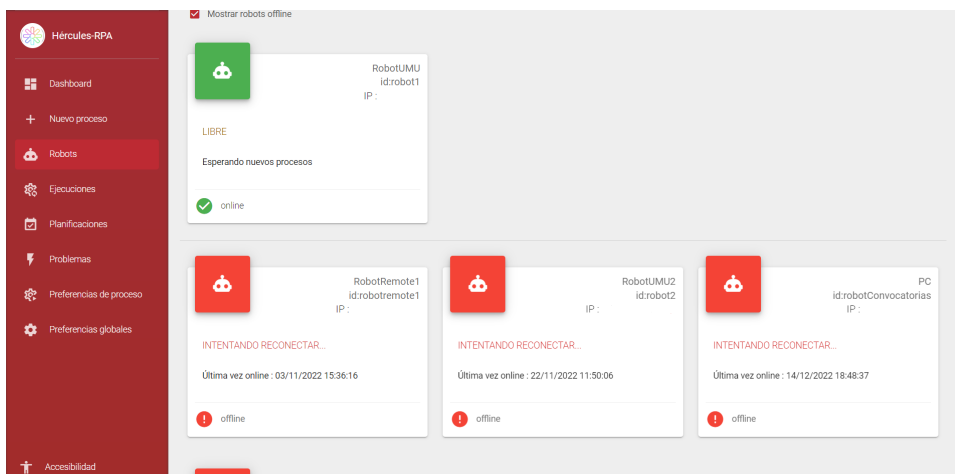 Hércules-RPA
Dashboard
Nuevo proceso
Robots
Ejecuciones
Planificaciones
Problemas
Preferencias de proceso
Preferencias globales
Accesibilidad
Mostrar robots offline
RobotUMU
id:robot1
IP :
LIBRE
Esperando nuevos procesos
online
RobotRemote1
id:robotremote1
IP :
INTENTANDO RECONECTAR...
Última vez online : 03/11/2022 15:36:16
offline
RobotUMU2
id:robot2
IP :
INTENTANDO RECONECTAR...
Última vez online : 22/11/2022 11:50:06
offline
PC
id:robotConvocatorias
IP :
INTENTANDO RECONECTAR...
Última vez online : 14/12/2022 18:48:37
offline